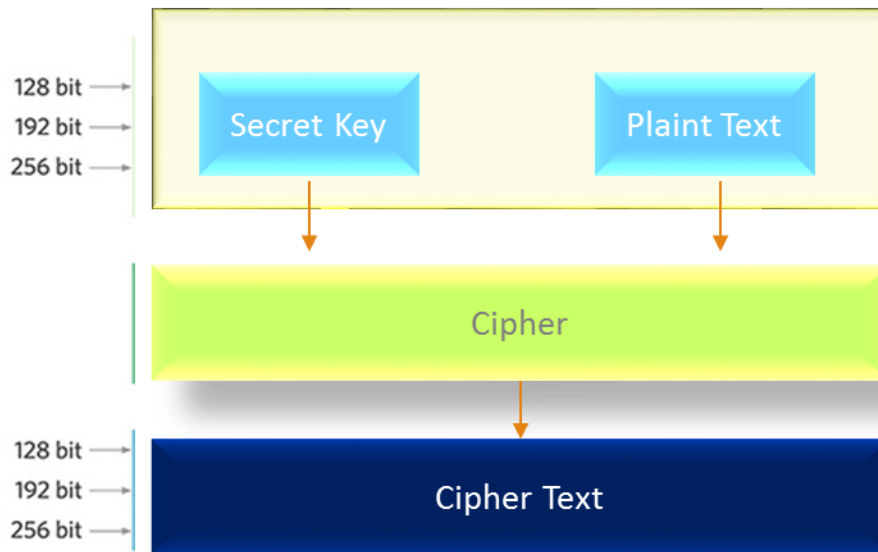 128 bit
192 bit
256 bit
Secret Key
Plaint Text
Cipher
128 bit
192 bit
256 bit
Cipher Text